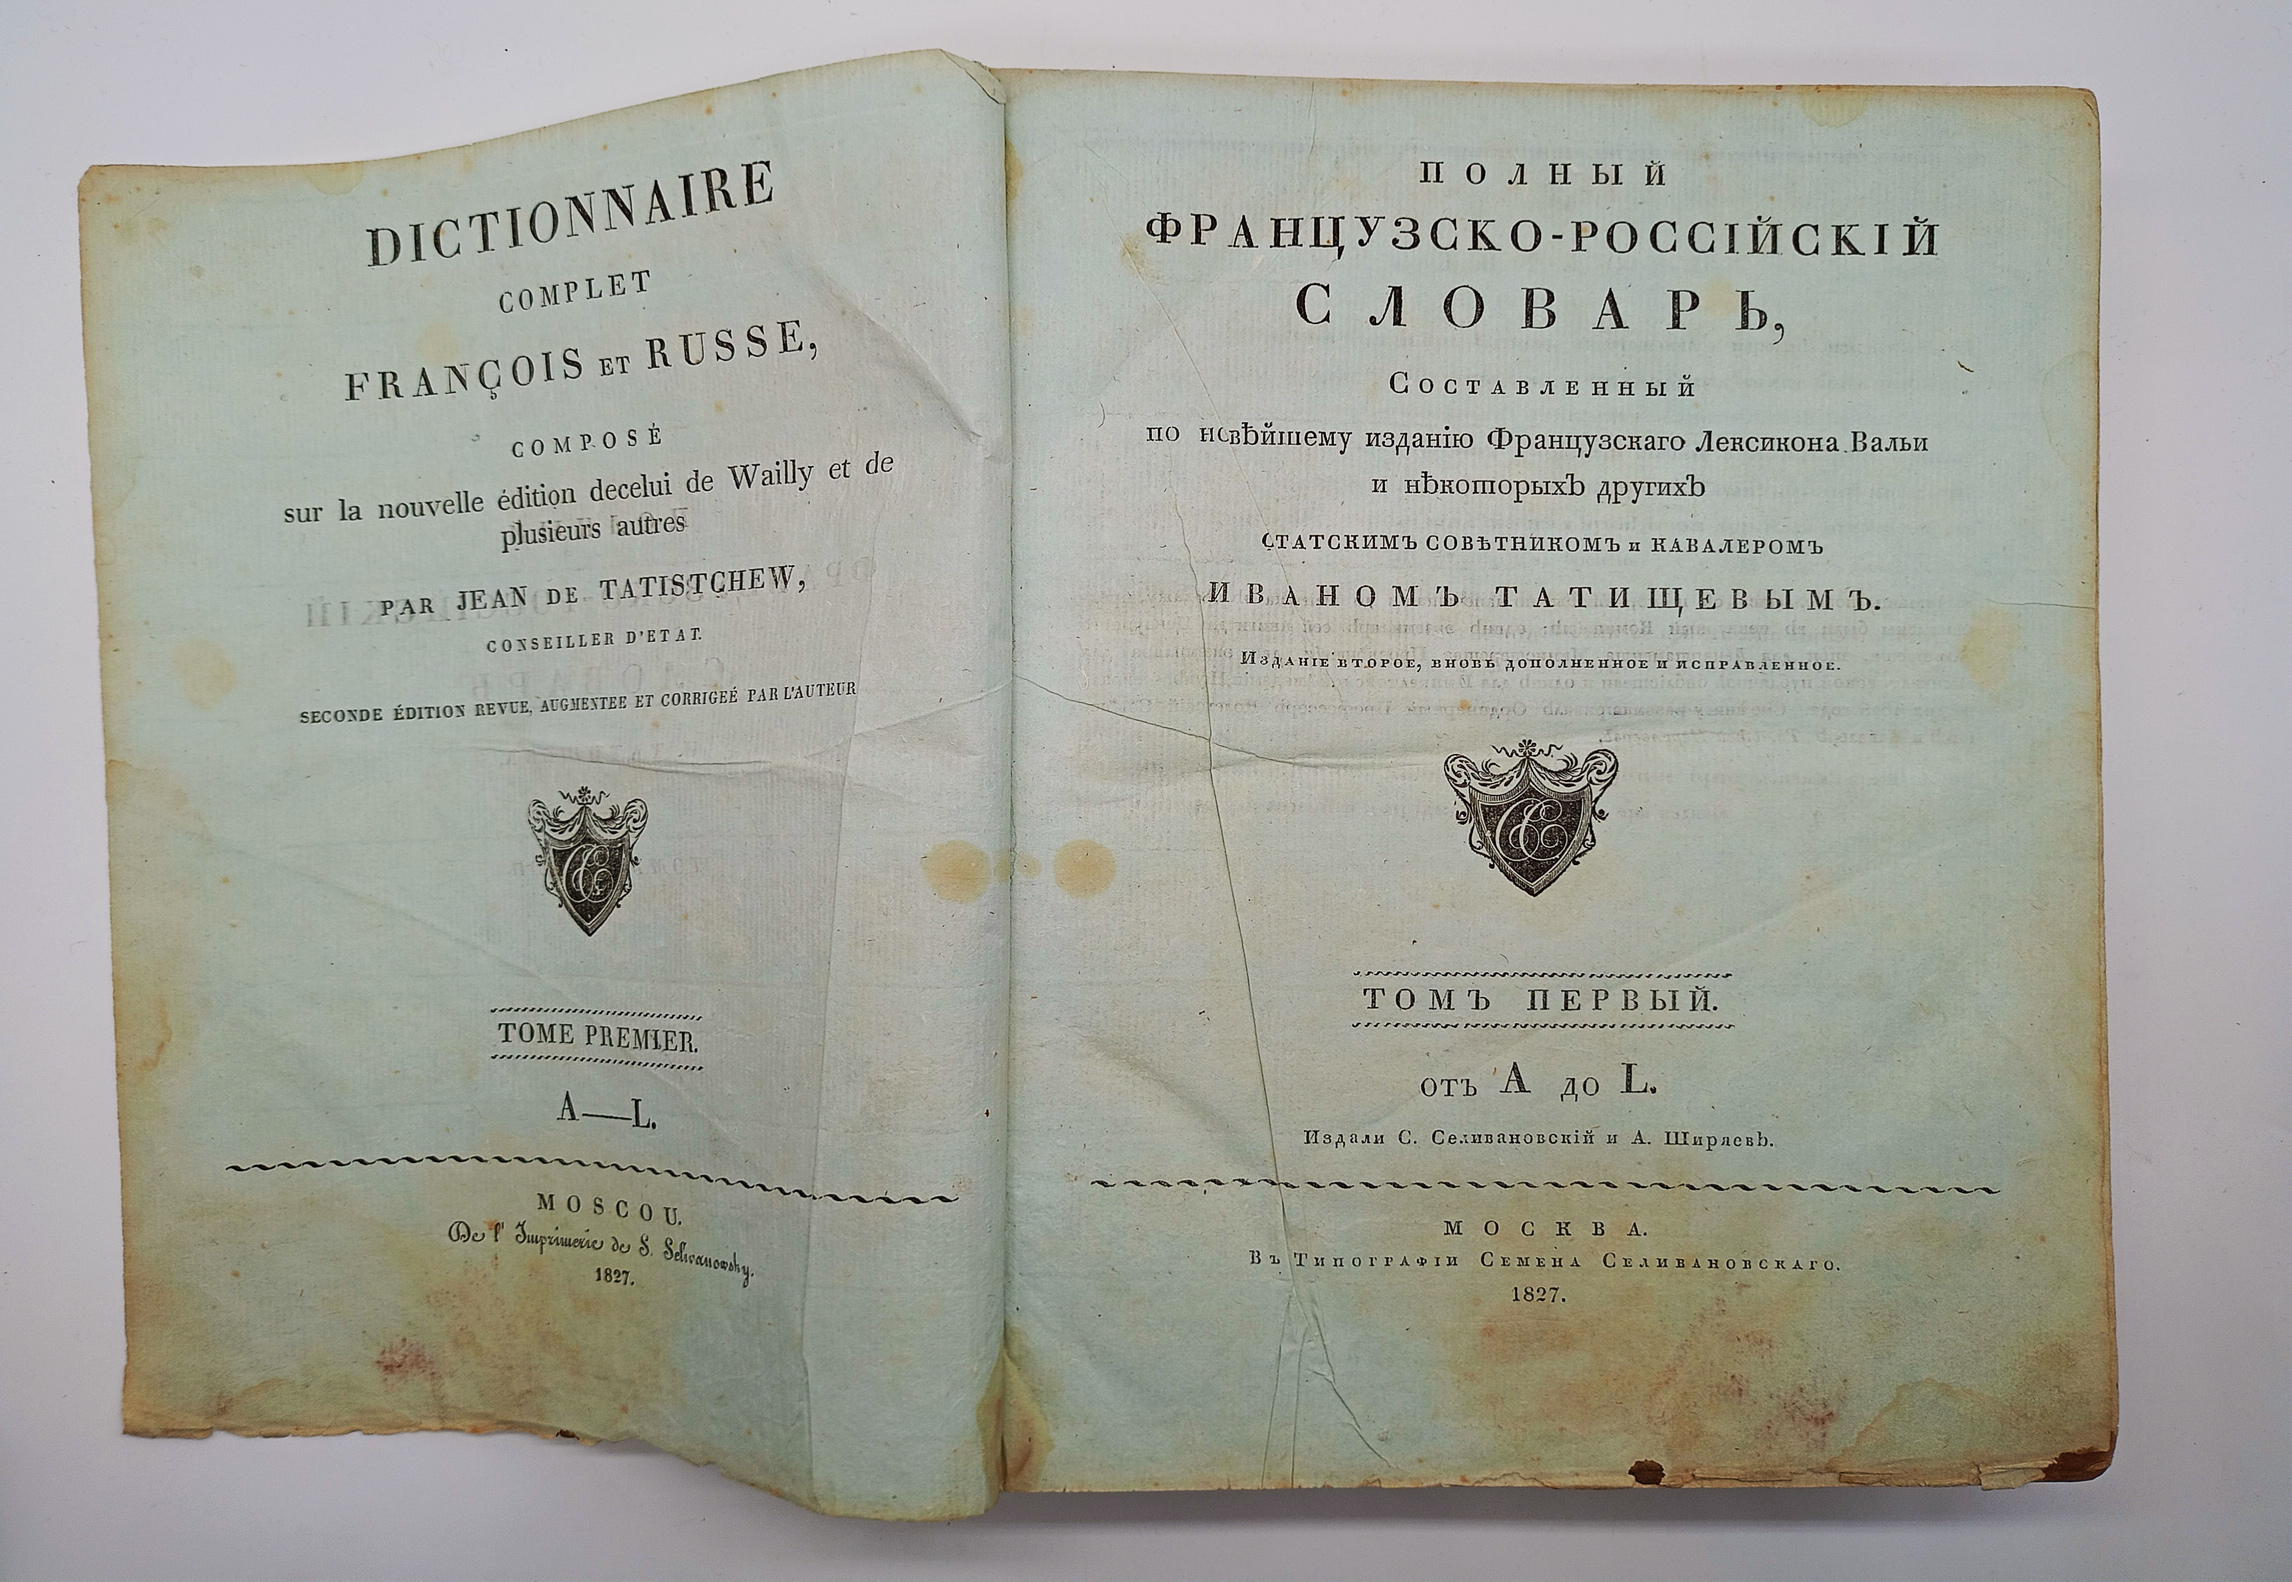 DICTIONNAIRE
COMPLET
FRANÇOIS ET RUSSE,
COMPOSÉ
sur la nouvelle édition decelui de Wailly et de
plusieurs autres
PAR JEAN DE TATISTCHEW,
CONSEILLER D'ETAT.
SECONDE ÉDITION REVUE, AUGMENTEE ET CORRIGEÉ PAR L'AUTEUR
TOME PREMIER.
A—L.
MOSCOU.
De l' Imprimerie de S. Selivanowsky.
1827.
ПОЛНЫЙ
ФРАНЦУЗСКО-РОССІЙСКІЙ
СЛОВАРЬ,
Составленный
по новѣйшему изданію Французскаго Лексикона Вальи
и нѣкоторыхъ другихъ
СТАТСКИМЪ СОВѢТНИКОМЪ и КАВАЛЕРОМЪ
ИВАНОМЪ ТАТИЩЕВЫМЪ.
Изданіе второе, вновь дополненное и исправленное.
ТОМЪ ПЕРВЫЙ.
отъ A до L.
Издали С. Селивановскій и А. Ширяевъ.
МОСКВА.
Въ Типографіи Семена Селивановскаго.
1827.